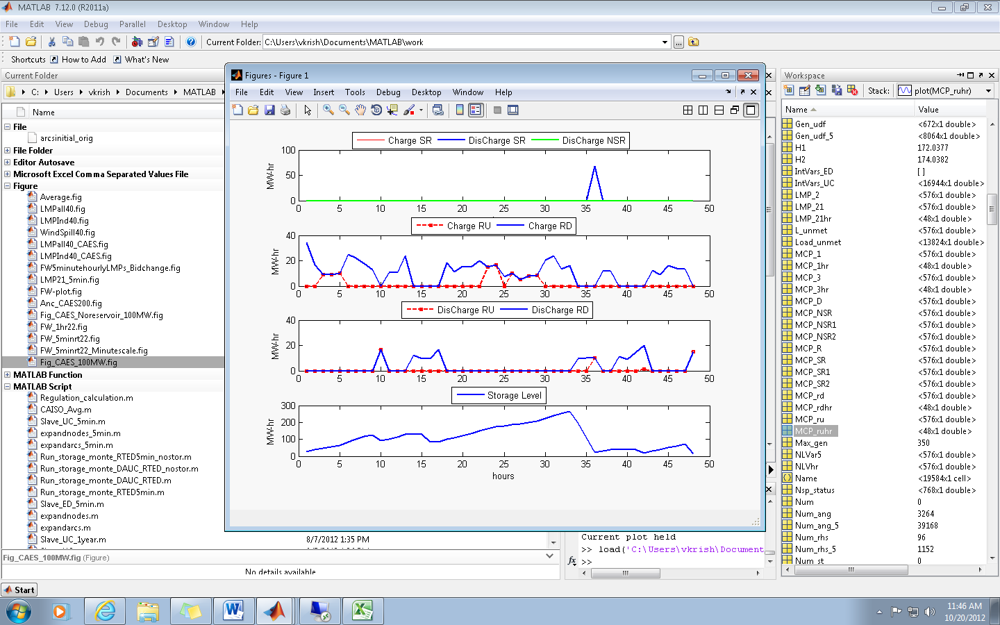 MATLAB 7.12.0 (R2011a)
File Edit View Debug Parallel Desktop Window Help
Current Folder: C:\Users\vkrish\Documents\MATLAB\work
Shortcuts How to Add What's New
Current Folder
C: Users vkrish Documents MATLAB
Name
File
arcsinitial_orig
File Folder
Editor Autosave
Microsoft Excel Comma Separated Values File
Figure
Average.fig
LMPall40.fig
LMPInd40.fig
WindSpill40.fig
LMPall40_CAES.fig
LMPInd40_CAES.fig
FW5minutehourlyLMPs_Bidchange.fig
LMP21_5min.fig
FW-plot.fig
Anc_CAES200.fig
Fig_CAES_Noreservoir_100MW.fig
FW_1hr22.fig
FW_5minrt22.fig
FW_5minrt22_Minutescale.fig
Fig_CAES_100MW.fig
MATLAB Function
MATLAB Script
Regulation_calculation.m
CAISO_Avg.m
Slave_UC_5min.m
expandnodes_5min.m
expandarcs_5min.m
Run_storage_monte_RTED5min_nostor.m
Run_storage_monte_DAUC_RTED_nostor.m
Run_storage_monte_DAUC_RTED.m
Run_storage_monte_RTED5min.m
Slave_ED_5min.m
expandnodes.m
expandarcs.m
Slave_UC_1year.m
8/7/2012 1:35 PM
Fig_CAES_100MW.fig (Figure)
No details available
Figures - Figure 1
File Edit View Insert Tools Debug Desktop Window Help
Charge SR DisCharge SR DisCharge NSR
MW-hr
100
50
0
0 5 10 15 20 25 30 35 40 45 50
Charge RU Charge RD
MW-hr
40
20
0
0 5 10 15 20 25 30 35 40 45 50
DisCharge RU DisCharge RD
MW-hr
40
20
0
0 5 10 15 20 25 30 35 40 45 50
Storage Level
MW-hr
300
200
100
0
0 5 10 15 20 25 30 35 40 45 50
hours
Current plot held
>> load('C:\Users\vkrish\Document
>>
fx
Workspace
Stack: plot(MCP_ruhr)
Name Value
Gen_udf <672x1 double>
Gen_udf_5 <8064x1 double>
H1 172.0377
H2 174.0382
IntVars_ED [ ]
IntVars_UC <16944x1 double>
LMP_2 <576x1 double>
LMP_21 <576x1 double>
LMP_21hr <48x1 double>
L_unmet <576x1 double>
Load_unmet <13824x1 double>
MCP_1 <576x1 double>
MCP_1hr <48x1 double>
MCP_3 <576x1 double>
MCP_3hr <48x1 double>
MCP_D <576x1 double>
MCP_NSR <576x1 double>
MCP_NSR1 <576x1 double>
MCP_NSR2 <576x1 double>
MCP_R <576x1 double>
MCP_SR <576x1 double>
MCP_SR1 <576x1 double>
MCP_SR2 <576x1 double>
MCP_rd <576x1 double>
MCP_rdhr <48x1 double>
MCP_ru <576x1 double>
MCP_ruhr <48x1 double>
Max_gen 350
NLVar5 <576x1 double>
NLVhr <576x1 double>
Name <19584x1 cell>
Nsp_status <768x1 double>
Num 0
Num_ang 3264
Num_ang_5 39168
Num_rhs 96
Num_rhs_5 1152
Num_st 0
Start
11:46 AM
10/20/2012